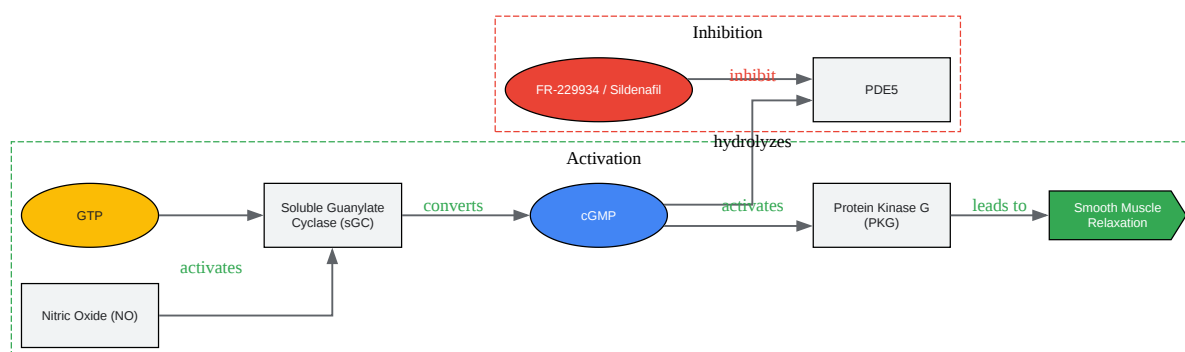 Inhibition
FR-229934 / Sildenafil
inhibit
PDE5
hydrolyzes
Activation
GTP
Soluble Guanylate
Cyclase (sGC)
converts
cGMP
activates
Protein Kinase G
(PKG)
leads to
Smooth Muscle
Relaxation
activates
Nitric Oxide (NO)